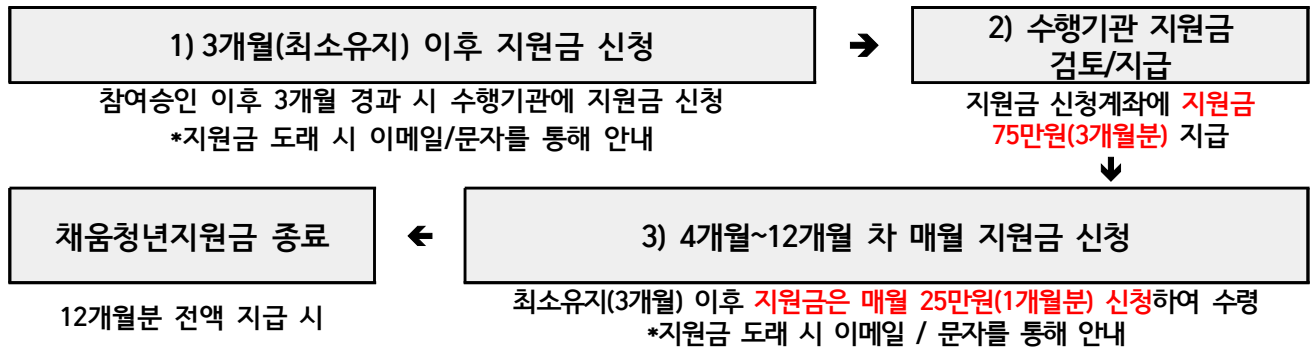 1) 3개월(최소유지) 이후 지원금 신청
참여승인 이후 3개월 경과 시 수행기관에 지원금 신청
*지원금 도래 시 이메일/문자를 통해 안내
2) 수행기관 지원금
검토/지급
지원금 신청계좌에 지원금
75만원(3개월분) 지급
3) 4개월~12개월 차 매월 지원금 신청
최소유지(3개월) 이후 지원금은 매월 25만원(1개월분) 신청하여 수령
*지원금 도래 시 이메일 / 문자를 통해 안내
채움청년지원금 종료
12개월분 전액 지급 시